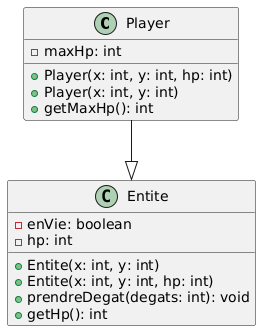 C Player
maxHp: int
Player(x: int, y: int, hp: int)
Player(x: int, y: int)
getMaxHp(): int
C Entite
enVie: boolean
hp: int
Entite(x: int, y: int)
Entite(x: int, y: int, hp: int)
prendreDegat(degats: int): void
getHp(): int